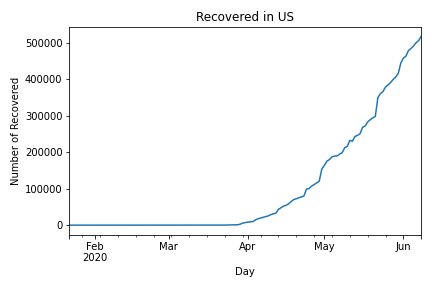 Recovered in US
Number of Recovered
500000
400000
300000
200000
100000
0
Feb Mar Apr May Jun
2020
Day